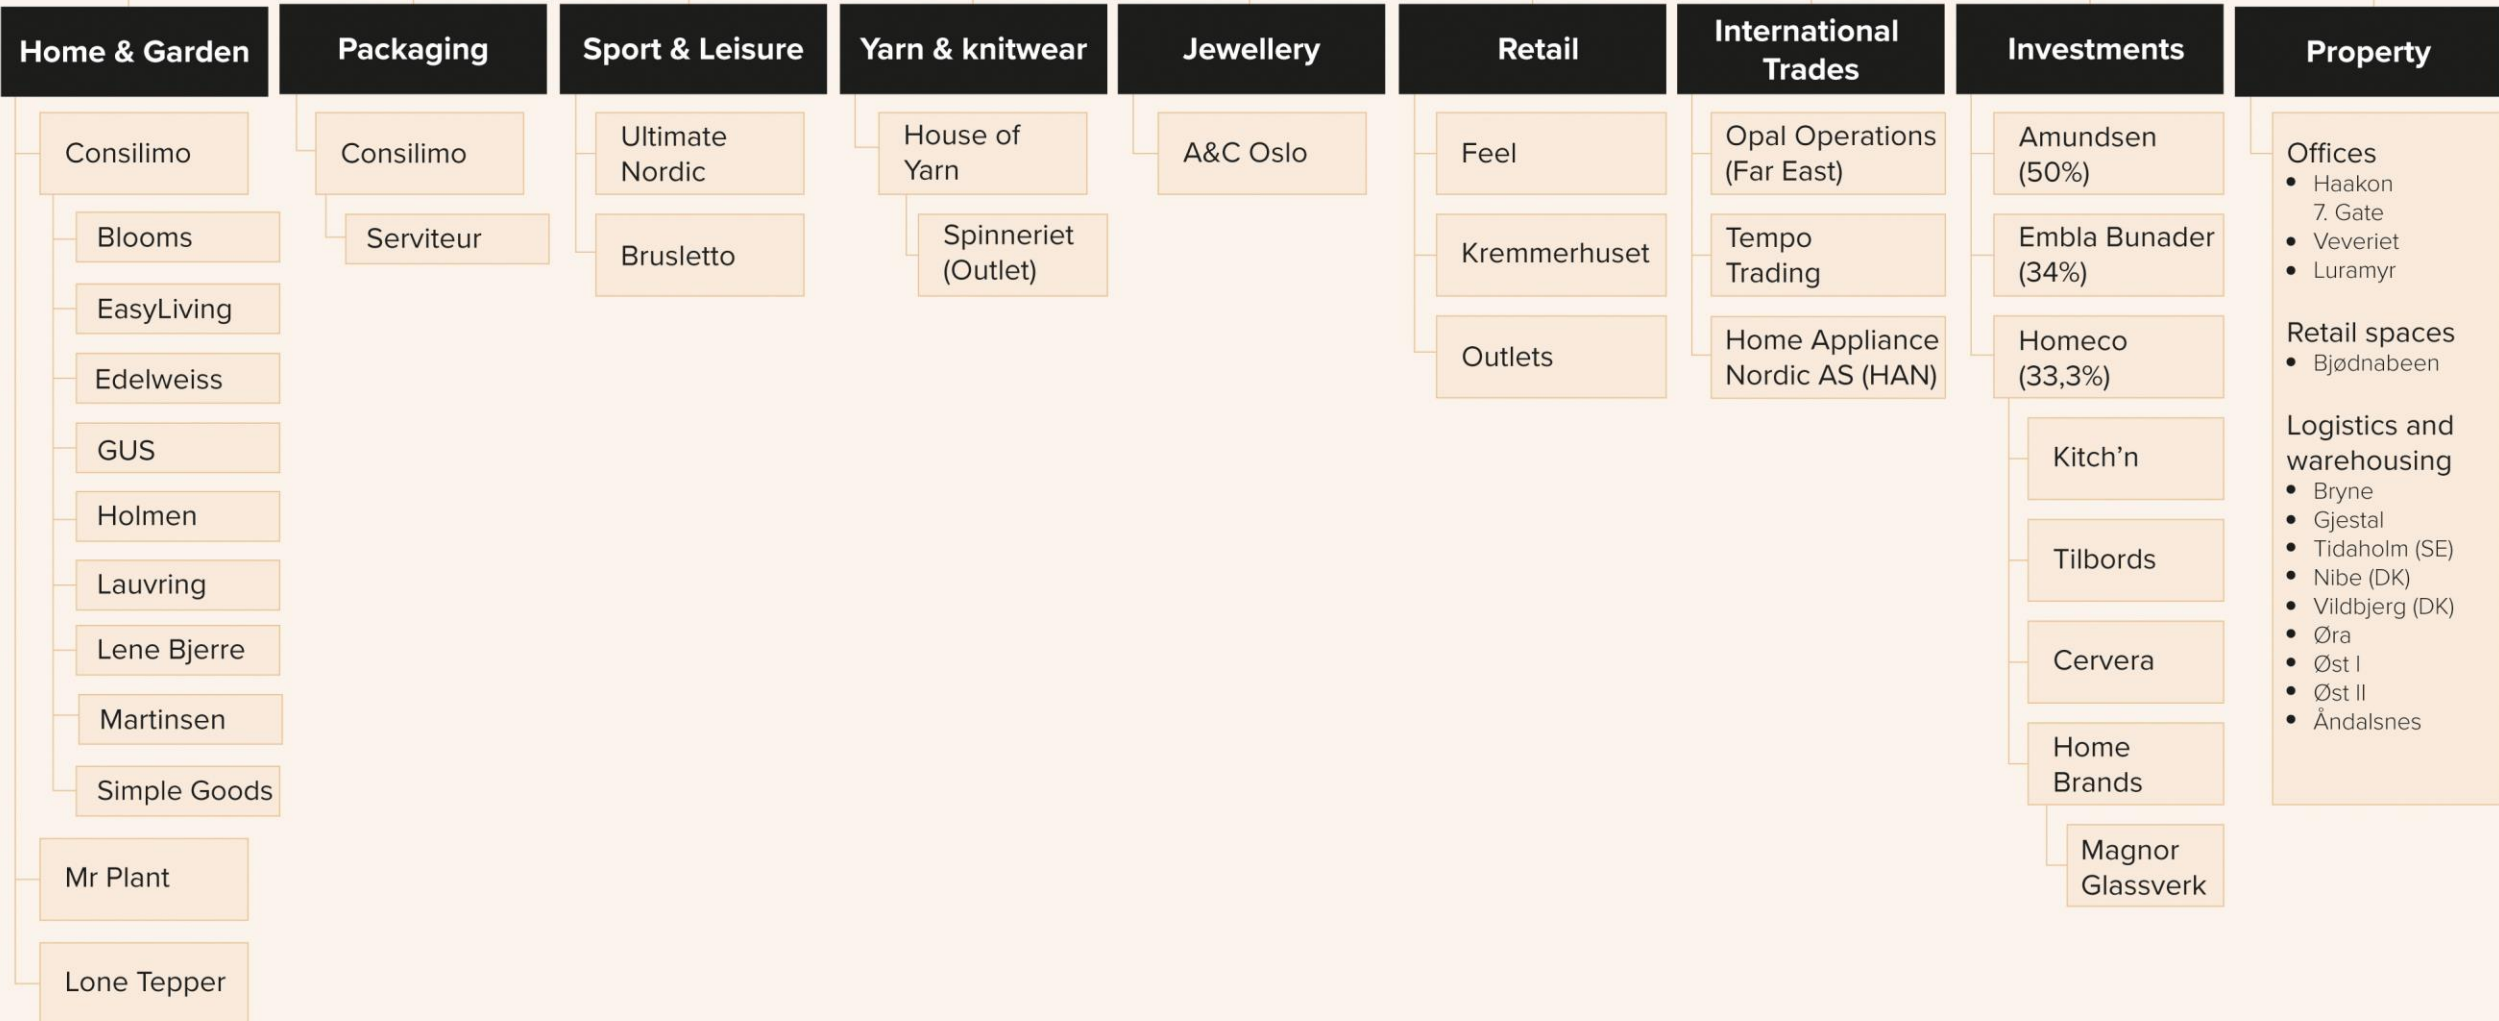 Home & Garden
Consilimo
Blooms
EasyLiving
Edelweiss
GUS
Holmen
Lauvring
Lene Bjerre
Martinsen
Simple Goods
Mr Plant
Lone Tepper
Packaging
Consilimo
Serviteur
Sport & Leisure
Ultimate
Nordic
Brusletto
Yarn & knitwear
House of
Yarn
Spinneriet
(Outlet)
Jewellery
A&C Oslo
Retail
Feel
Kremmerhuset
Outlets
International
Trades
Opal Operations
(Far East)
Tempo
Trading
Home Appliance
Nordic AS (HAN)
Investments
Amundsen
(50%)
Embla Bunader
(34%)
Homeco
(33,3%)
Kitch’n
Tilbords
Cervera
Home
Brands
Magnor
Glassverk
Property
Offices
• Haakon
7. Gate
• Veveriet
• Luramyr
Retail spaces
• Bjødnabeen
Logistics and
warehousing
• Bryne
• Gjestal
• Tidaholm (SE)
• Nibe (DK)
• Vildbjerg (DK)
• Øra
• Øst I
• Øst II
• Åndalsnes